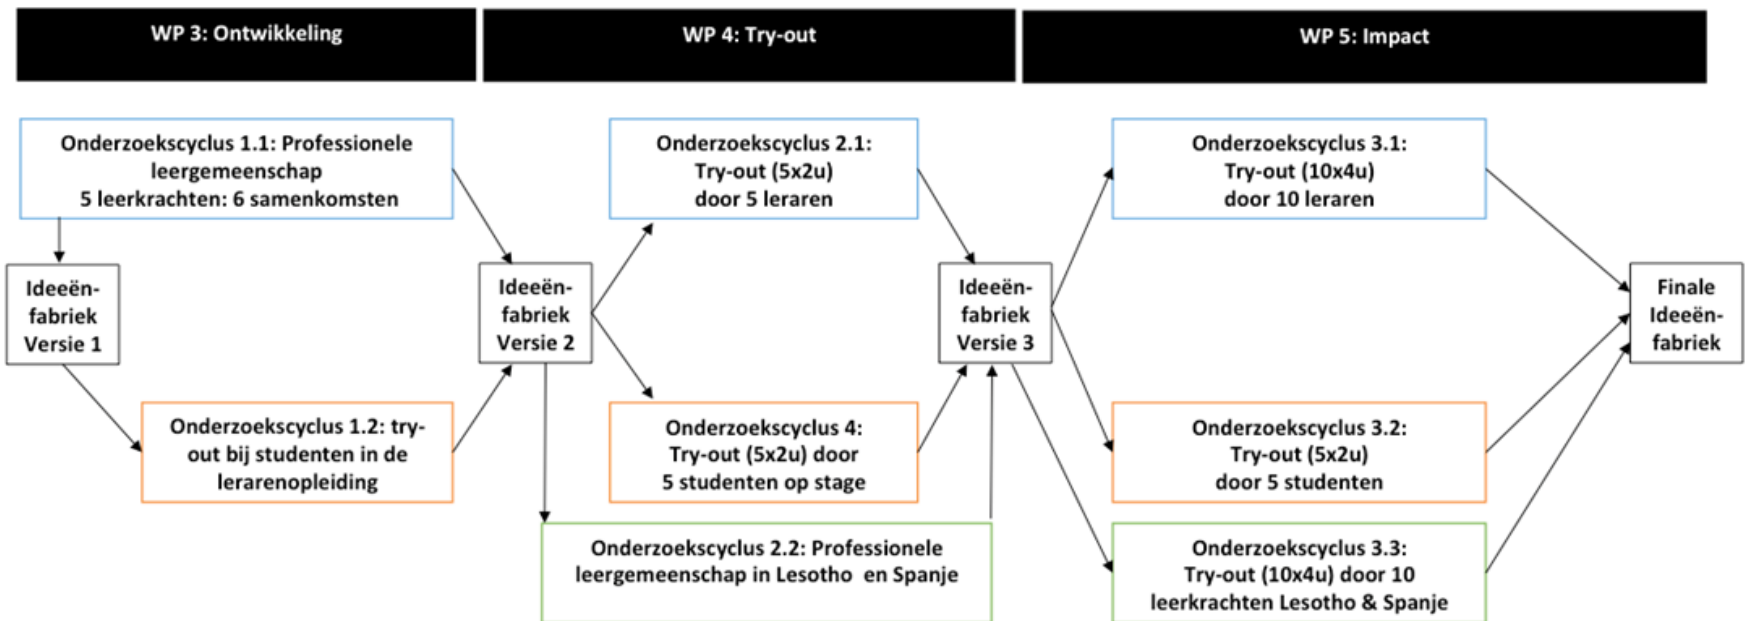 WP 3: Ontwikkeling
WP 4: Try-out
WP 5: Impact
Onderzoekscyclus 1.1: Professionele
leergemeenschap
5 leerkrachten: 6 samenkomsten
Onderzoekscyclus 2.1:
Try-out (5x2u)
door 5 leraren
Onderzoekscyclus 3.1:
Try-out (10x4u)
door 10 leraren
Ideeën-
fabriek
Versie 1
Ideeën-
fabriek
Versie 2
Ideeën-
fabriek
Versie 3
Finale
Ideeën-
fabriek
Onderzoekscyclus 1.2: try-
out bij studenten in de
lerarenopleiding
Onderzoekscyclus 4:
Try-out (5x2u) door
5 studenten op stage
Onderzoekscyclus 3.2:
Try-out (5x2u)
door 5 studenten
Onderzoekscyclus 2.2: Professionele
leergemeenschap in Lesotho en Spanje
Onderzoekscyclus 3.3:
Try-out (10x4u) door 10
leerkrachten Lesotho & Spanje